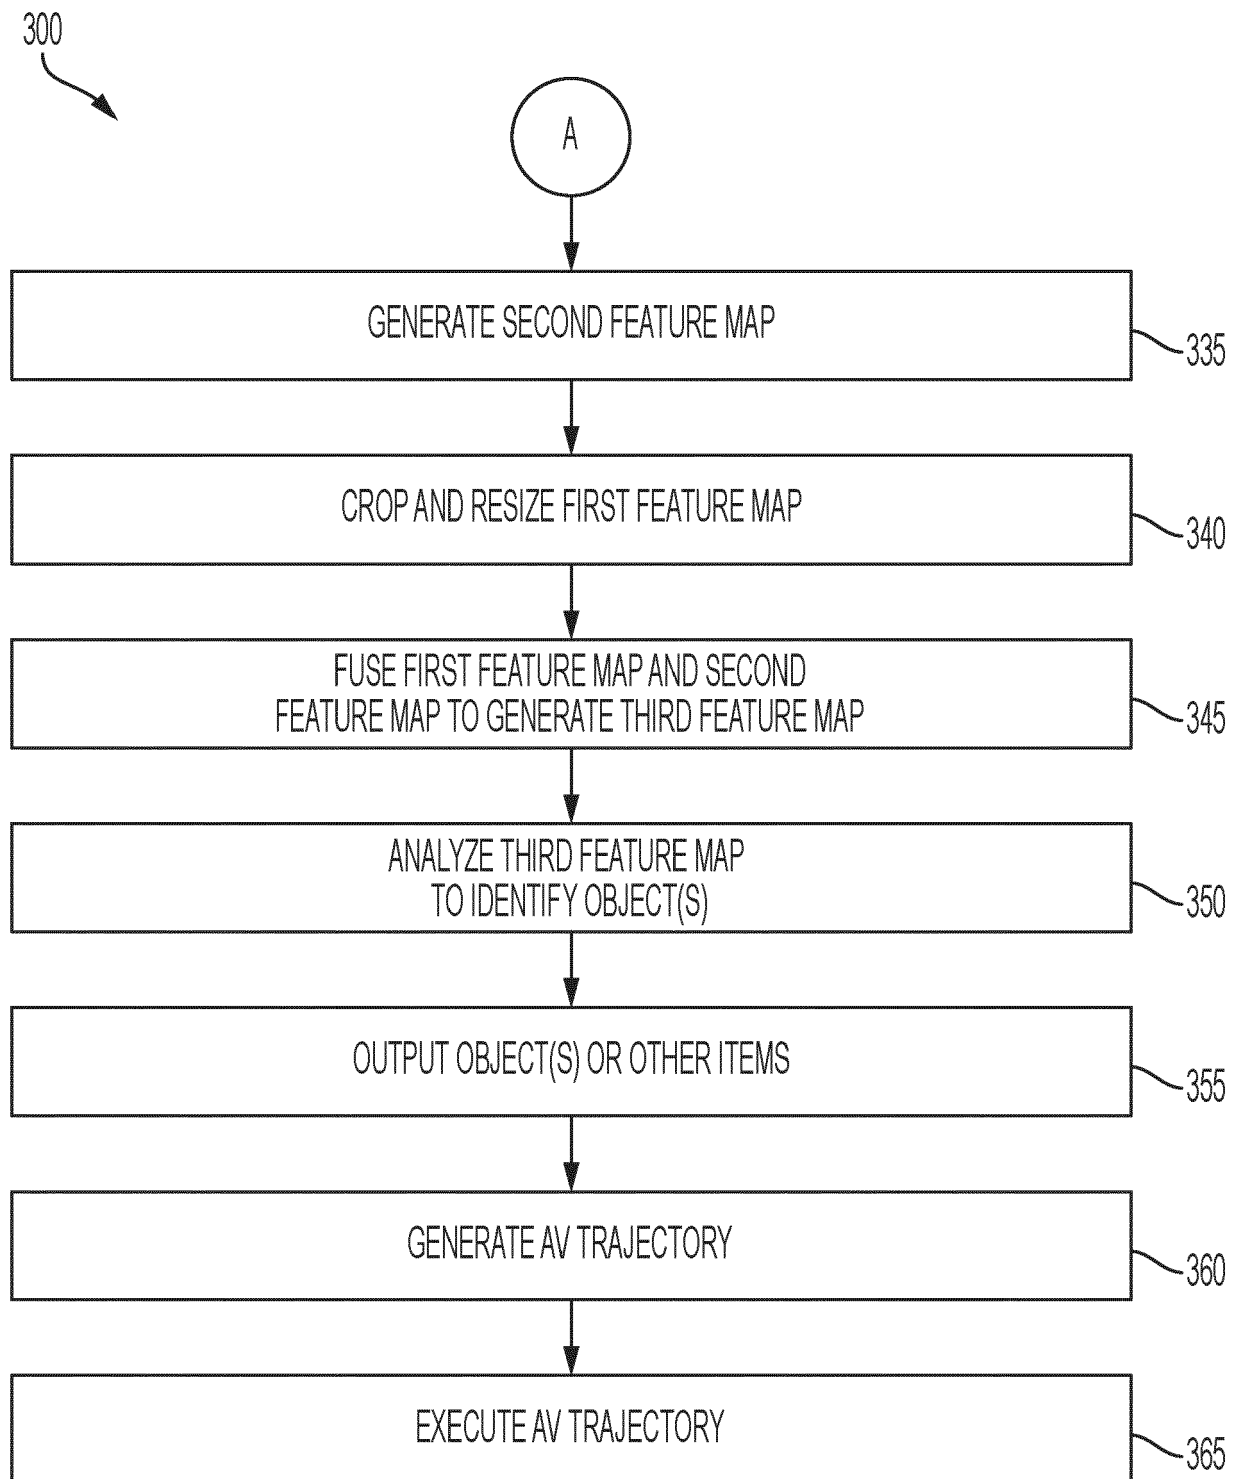 300
A
GENERATE SECOND FEATURE MAP
335
CROP AND RESIZE FIRST FEATURE MAP
340
FUSE FIRST FEATURE MAP AND SECOND
FEATURE MAP TO GENERATE THIRD FEATURE MAP
345
ANALYZE THIRD FEATURE MAP
TO IDENTIFY OBJECT(S)
350
OUTPUT OBJECT(S) OR OTHER ITEMS
355
GENERATE AV TRAJECTORY
360
EXECUTE AV TRAJECTORY
365